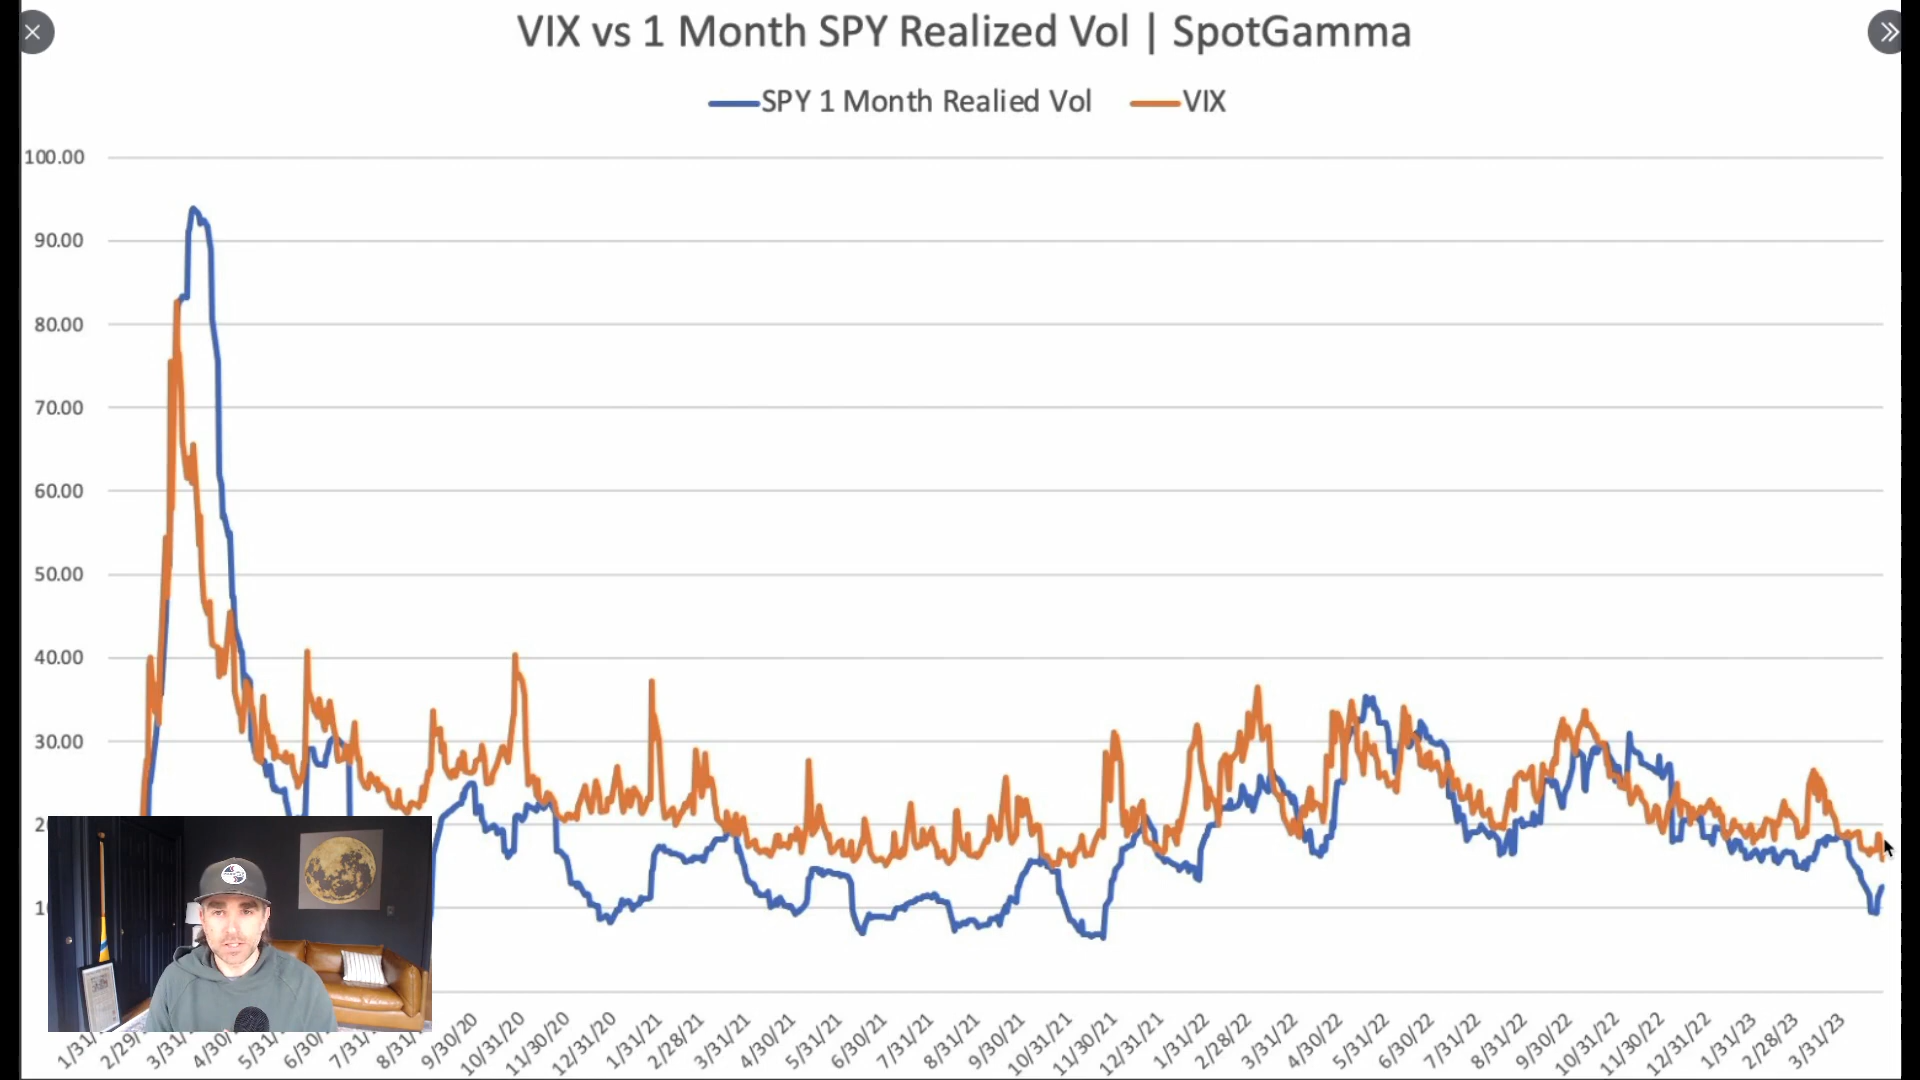 VIX vs 1 Month SPY Realized Vol | SpotGamma
SPY 1 Month Realied Vol VIX
100.00
90.00
80.00
70.00
60.00
50.00
40.00
30.00
9/30/20 10/31/20 11/30/20 12/31/20 1/31/21 2/28/21 3/31/21 4/30/21 5/31/21 6/30/21 7/31/21 8/31/21 9/30/21 10/31/21 11/30/21 12/31/21 1/31/22 2/28/22 3/31/22 4/30/22 5/31/22 6/30/22 7/31/22 8/31/22 9/30/22 10/31/22 11/30/22 12/31/22 1/31/23 2/28/23 3/31/23